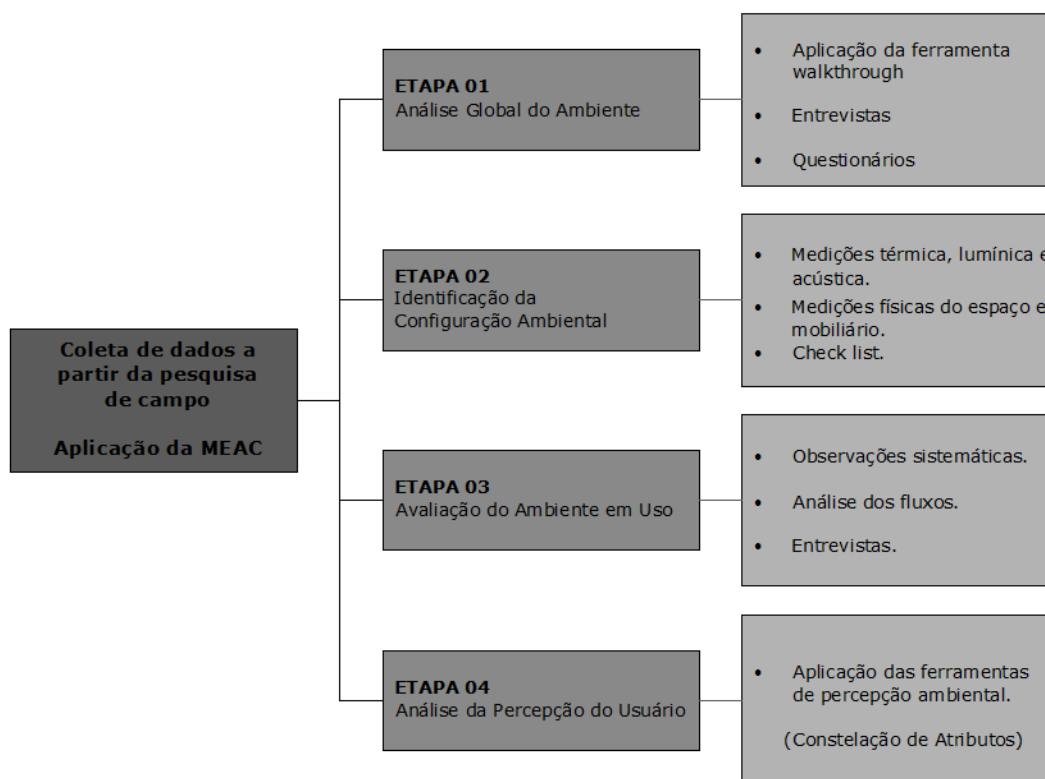 Coleta de dados a
partir da pesquisa
de campo
Aplicação da MEAC
ETAPA 01
Análise Global do Ambiente
• Aplicação da ferramenta
walkthrough
• Entrevistas
• Questionários
ETAPA 02
Identificação da
Configuração Ambiental
• Medições térmica, lumínica e
acústica.
• Medições físicas do espaço e
mobiliário.
• Check list.
ETAPA 03
Avaliação do Ambiente em Uso
• Observações sistemáticas.
• Análise dos fluxos.
• Entrevistas.
ETAPA 04
Análise da Percepção do Usuário
• Aplicação das ferramentas
de percepção ambiental.
(Constelação de Atributos)